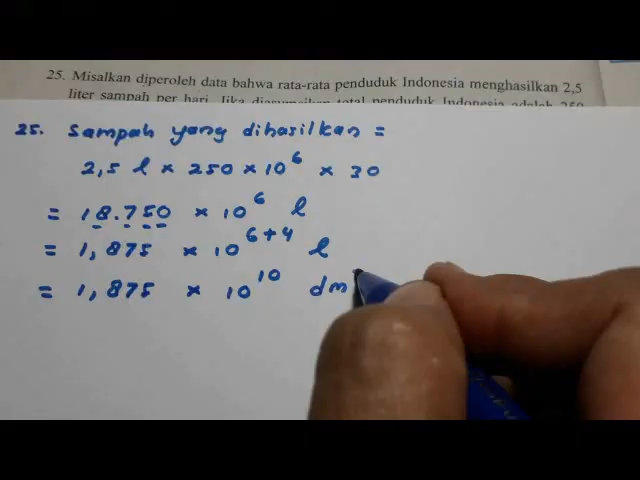 25. Misalkan diperoleh data bahwa rata-rata penduduk Indonesia menghasilkan 2,5
liter sampah per hari. Jika diasumsikan total penduduk Indonesia adalah 250
25. Sampah yang dihasilkan =
2,5 l × 250 × 10⁶ × 30
= 18.750 × 10⁶ l
= 1,875 × 10⁶⁺⁴ l
= 1,875 × 10¹⁰ dm